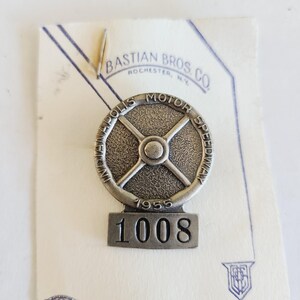 BASTIAN BROS. CO.
ROCHESTER, N.Y.
INDIANAPOLIS MOTOR SPEEDWAY
1955
1008